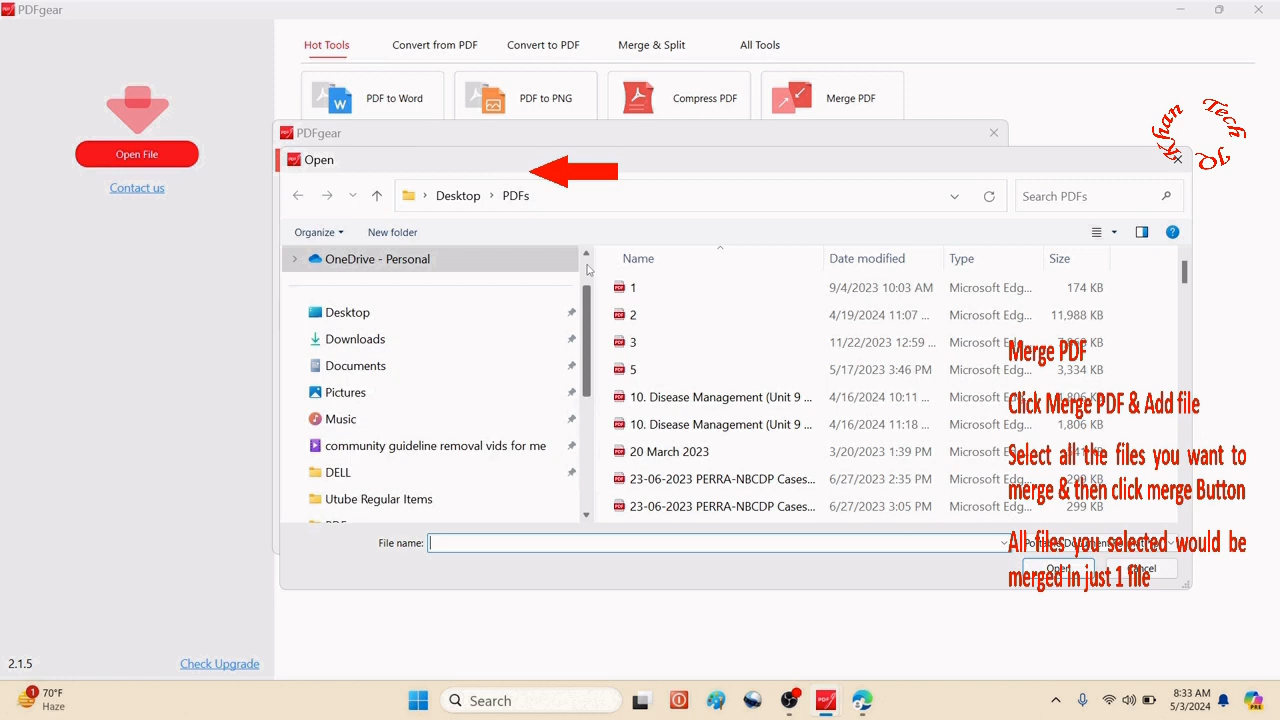 PDFgear
Hot Tools
Convert from PDF
Convert to PDF
Merge & Split
All Tools
PDF to Word
PDF to PNG
Compress PDF
Merge PDF
Open File
Contact us
Khan Tech JQ
PDFgear
Open
Desktop > PDFs
Search PDFs
Organize
New folder
Name
Date modified
Type
Size
OneDrive - Personal
Desktop
Downloads
Documents
Pictures
Music
community guideline removal vids for me
DELL
Utube Regular Items
1 9/4/2023 10:03 AM Microsoft Edg... 174 KB
2 4/19/2024 11:07 ... Microsoft Edg... 11,988 KB
3 11/22/2023 12:59 ... Microsoft Edg...
5 5/17/2023 3:46 PM Microsoft Edg... 3,334 KB
10. Disease Management (Unit 9 ... 4/16/2024 10:11 ... Microsoft Edg...
10. Disease Management (Unit 9 ... 4/16/2024 11:18 ... Microsoft Edg... 1,806 KB
20 March 2023 3/20/2023 1:39 PM Microsoft Edg...
23-06-2023 PERRA-NBCDP Cases... 6/27/2023 2:35 PM Microsoft Edg... 299 KB
23-06-2023 PERRA-NBCDP Cases... 6/27/2023 3:05 PM Microsoft Edg... 299 KB
Merge PDF
Click Merge PDF & Add file
Select all the files you want to
merge & then click merge Button
All files you selected would be
merged in just 1 file
File name:
Open
Cancel
2.1.5
Check Upgrade
1
70°F
Haze
Search
8:33 AM
5/3/2024
PRE